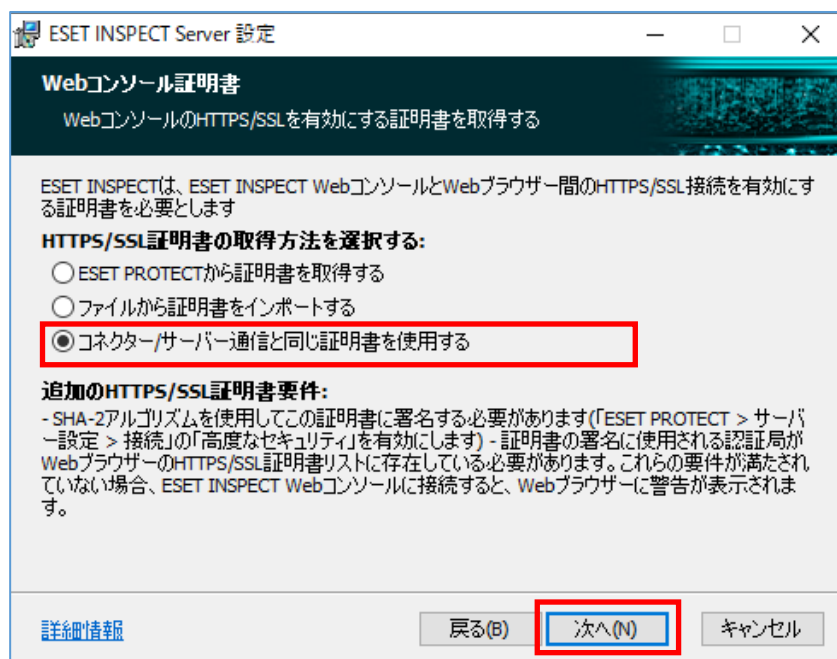 ESET INSPECT Server 設定
Webコンソール証明書
WebコンソールのHTTPS/SSLを有効にする証明書を取得する
ESET INSPECTは、ESET INSPECT WebコンソールとWebブラウザー間のHTTPS/SSL接続を有効にす
る証明書を必要とします
HTTPS/SSL証明書の取得方法を選択する:
ESET PROTECTから証明書を取得する
ファイルから証明書をインポートする
コネクター/サーバー通信と同じ証明書を使用する
追加のHTTPS/SSL証明書要件:
- SHA-2アルゴリズムを使用してこの証明書に署名する必要があります(「ESET PROTECT > サーバ
ー設定 > 接続」の「高度なセキュリティ」を有効にします) - 証明書の署名に使用される認証局が
WebブラウザーのHTTPS/SSL証明書リストに存在している必要があります。これらの要件が満たされ
ていない場合、ESET INSPECT Webコンソールに接続すると、Webブラウザーに警告が表示されま
す。
詳細情報
戻る(B)
次へ(N)
キャンセル